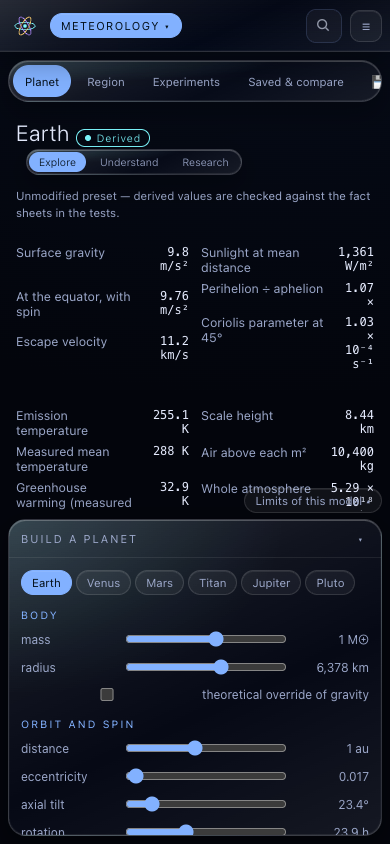 METEOROLOGY
Planet Region Experiments Saved & compare
Earth Derived
Explore Understand Research
Unmodified preset — derived values are checked against the fact
sheets in the tests.
Surface gravity 9.8
m/s²
At the equator, with 9.76
spin m/s²
Escape velocity 11.2
km/s
Sunlight at mean 1,361
distance W/m²
Perihelion ÷ aphelion 1.07
×
Coriolis parameter at 1.03
45° ×
10⁻⁴
s⁻¹
Emission 255.1
temperature K
Measured mean 288 K
temperature
Greenhouse 32.9
warming (measured K
Scale height 8.44
km
Air above each m² 10,400
kg
Whole atmosphere 5.29 ×
10¹⁸
Limits of this model
BUILD A PLANET
Earth Venus Mars Titan Jupiter Pluto
BODY
mass 1 M⊕
radius 6,378 km
theoretical override of gravity
ORBIT AND SPIN
distance 1 au
eccentricity 0.017
axial tilt 23.4°
rotation 23.9 h